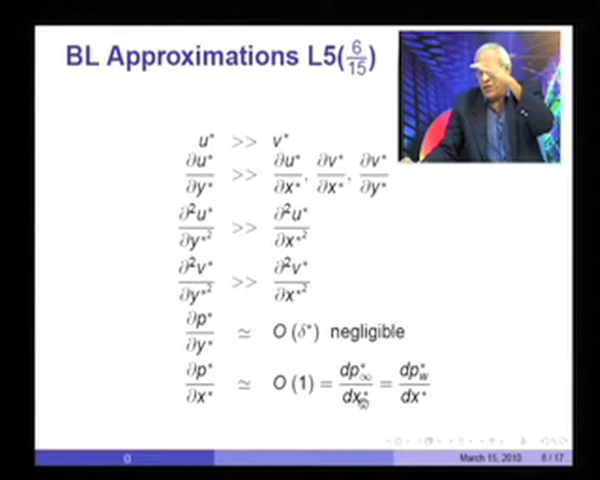 BL Approximations L5(6/15)
u* >> v*
∂u*/∂y* >> ∂u*/∂x*, ∂v*/∂x*, ∂v*/∂y*
∂²u*/∂y*² >> ∂²u*/∂x*²
∂²v*/∂y*² >> ∂²v*/∂x*²
∂p*/∂y* ≃ O (δ*) negligible
∂p*/∂x* ≃ O (1) = dp*∞/dx* = dp*w/dx*
() March 15, 2010 8 / 17